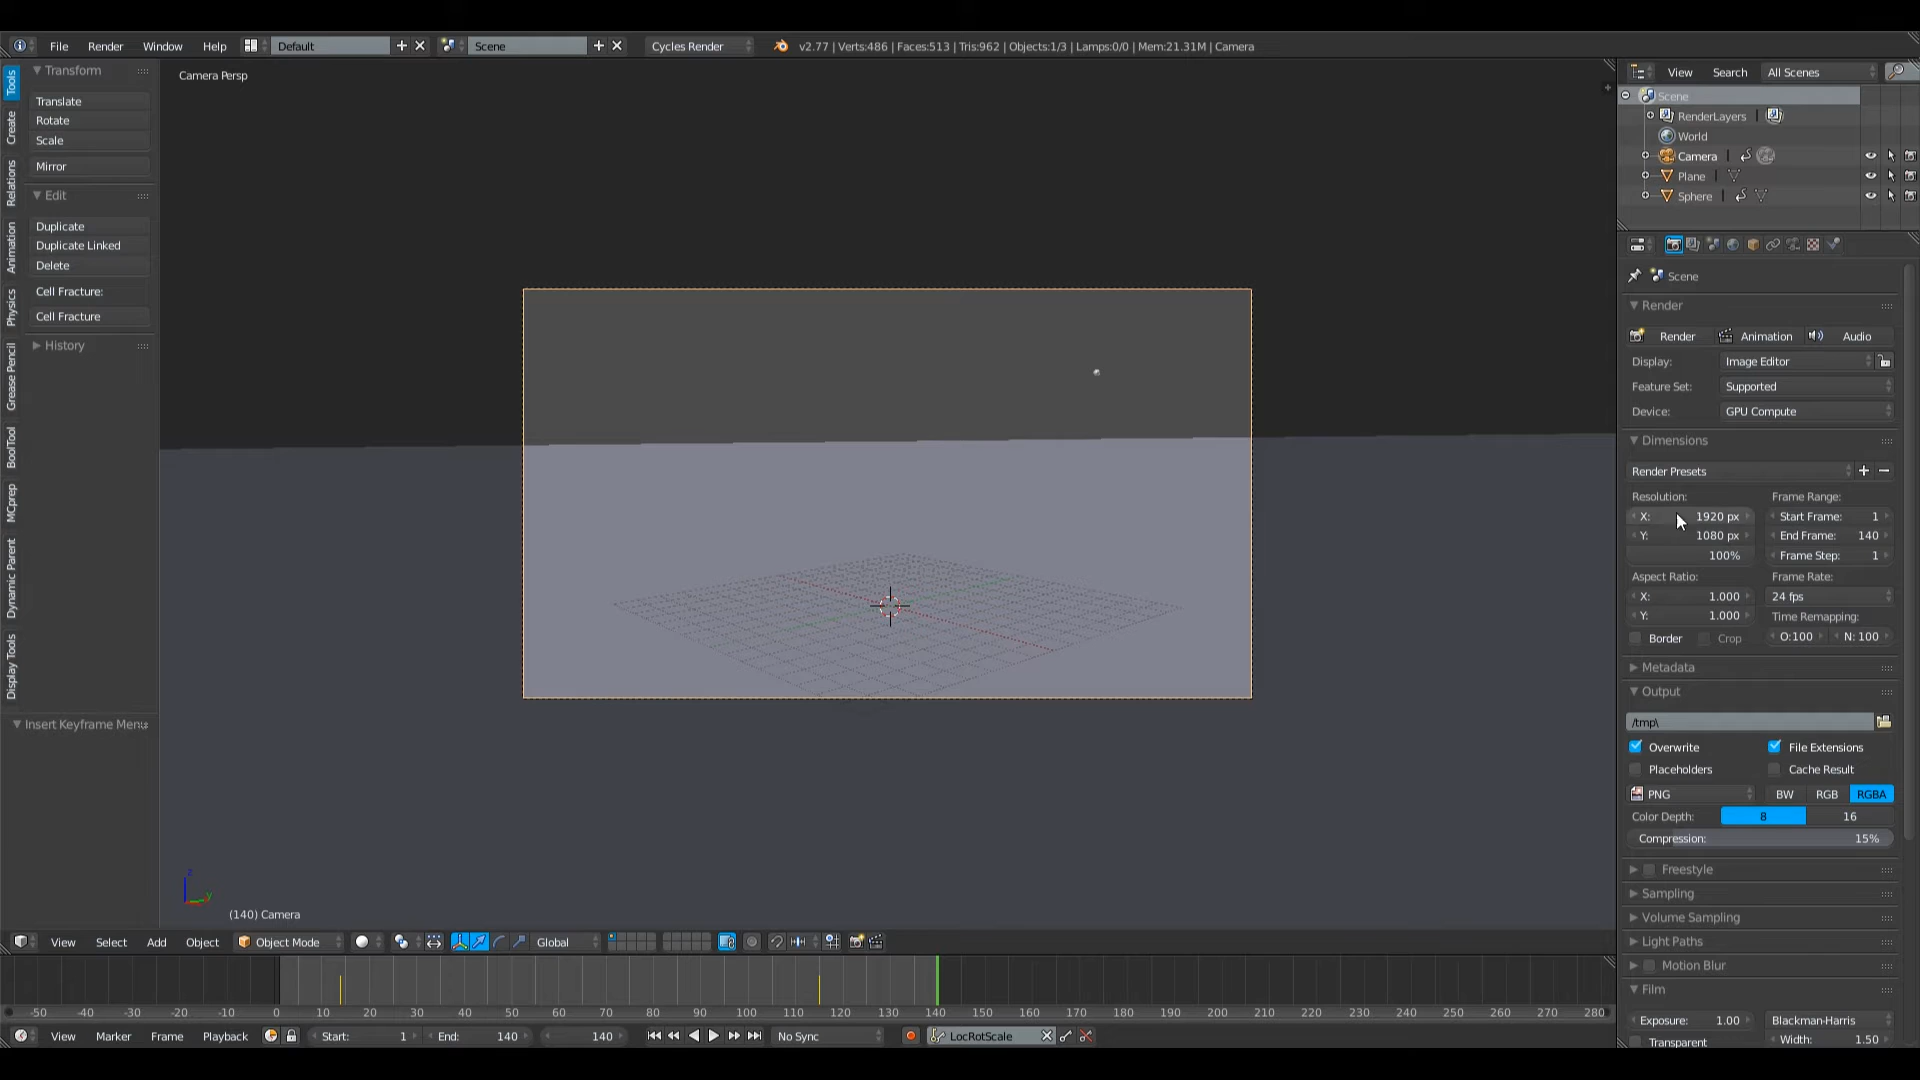 File Render Window Help Default Scene Cycles Render v2.77 | Verts:486 | Faces:513 | Tris:962 | Objects:1/3 | Lamps:0/0 | Mem:21.31M | Camera
View Search All Scenes
Scene
RenderLayers
World
Camera
Plane
Sphere
Tools
Create
Relations
Animation
Physics
Grease Pencil
BoolTool
MCprep
Dynamic Parent
Display Tools
Transform
Translate
Rotate
Scale
Mirror
Edit
Duplicate
Duplicate Linked
Delete
Cell Fracture:
Cell Fracture
History
Insert Keyframe Menu
Camera Persp
z
y
(140) Camera
Scene
Render
Render Animation Audio
Display: Image Editor
Feature Set: Supported
Device: GPU Compute
Dimensions
Render Presets
Resolution: Frame Range:
X: 1920 px Start Frame: 1
Y: 1080 px End Frame: 140
100% Frame Step: 1
Aspect Ratio: Frame Rate:
X: 1.000 24 fps
Y: 1.000 Time Remapping:
Border Crop O:100 N: 100
Metadata
Output
/tmp\
Overwrite File Extensions
Placeholders Cache Result
PNG BW RGB RGBA
Color Depth: 8 16
Compression: 15%
Freestyle
Sampling
Volume Sampling
Light Paths
Motion Blur
Film
Exposure: 1.00 Blackman-Harris
Transparent Width: 1.50
View Select Add Object Object Mode Global
-50 -40 -30 -20 -10 0 10 20 30 40 50 60 70 80 90 100 110 120 130 140 150 160 170 180 190 200 210 220 230 240 250 260 270 280
View Marker Frame Playback Start: 1 End: 140 140 No Sync LocRotScale